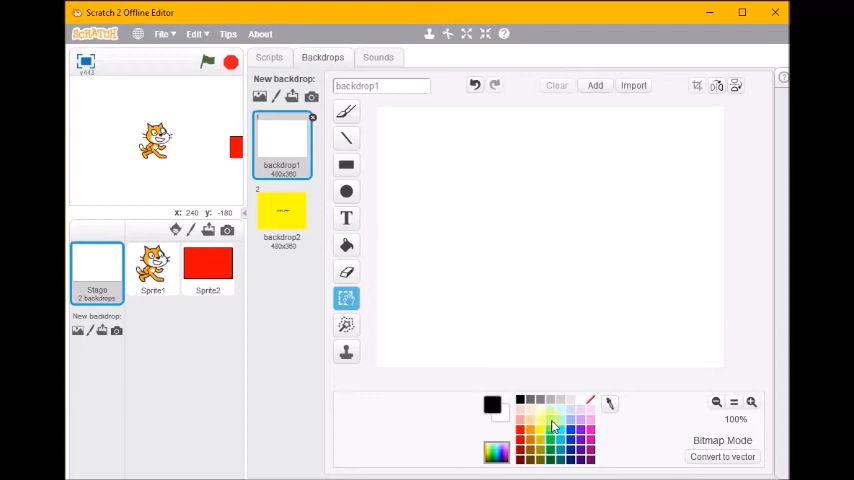 Scratch 2 Offline Editor
SCRATCH File Edit Tips About
v443
Scripts Backdrops Sounds
New backdrop:
backdrop1
Clear Add Import
1
backdrop1
480x360
2
backdrop2
480x360
x: 240 y: -180
Stage
2 backdrops
Sprite1
Sprite2
New backdrop:
T
100%
Bitmap Mode
Convert to vector